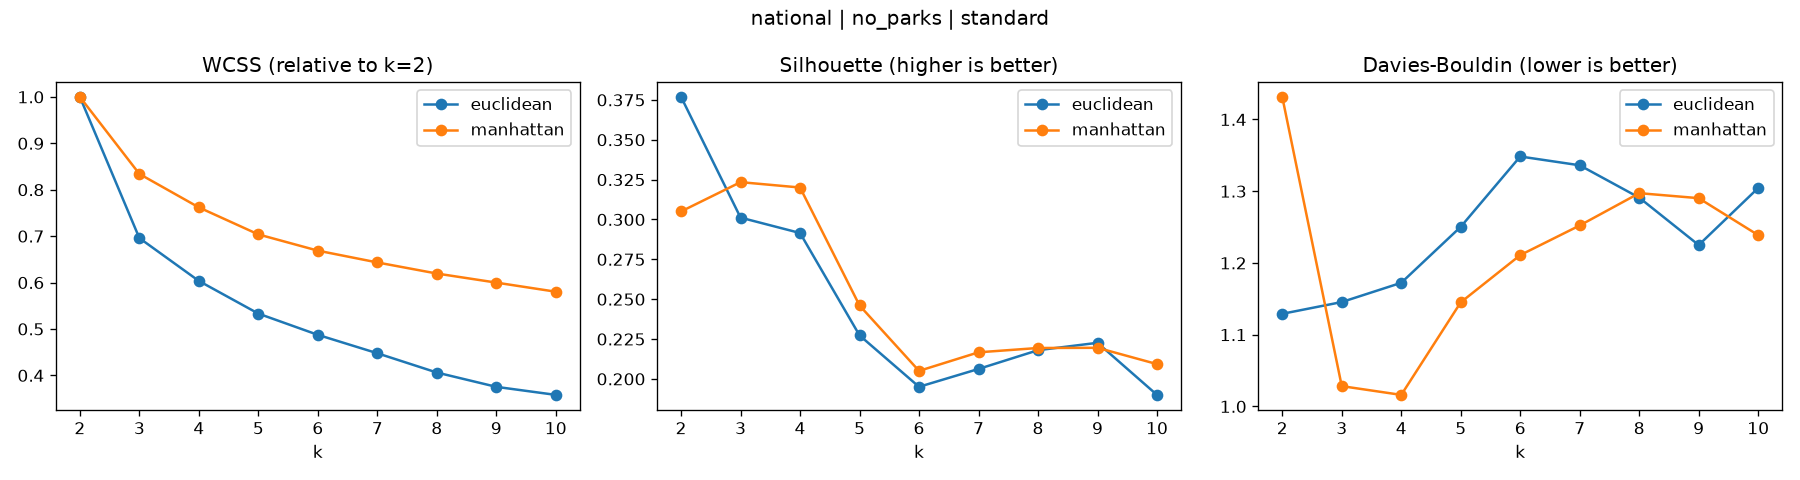 national | no_parks | standard
WCSS (relative to k=2)
1.0
0.9
0.8
0.7
0.6
0.5
0.4
2 3 4 5 6 7 8 9 10
k
euclidean
manhattan
Silhouette (higher is better)
0.375
0.350
0.325
0.300
0.275
0.250
0.225
0.200
2 3 4 5 6 7 8 9 10
k
euclidean
manhattan
Davies-Bouldin (lower is better)
1.4
1.3
1.2
1.1
1.0
2 3 4 5 6 7 8 9 10
k
euclidean
manhattan